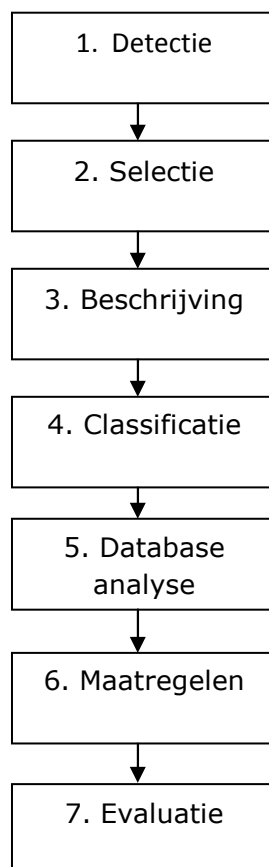 1. Detectie
2. Selectie
3. Beschrijving
4. Classificatie
5. Database
analyse
6. Maatregelen
7. Evaluatie